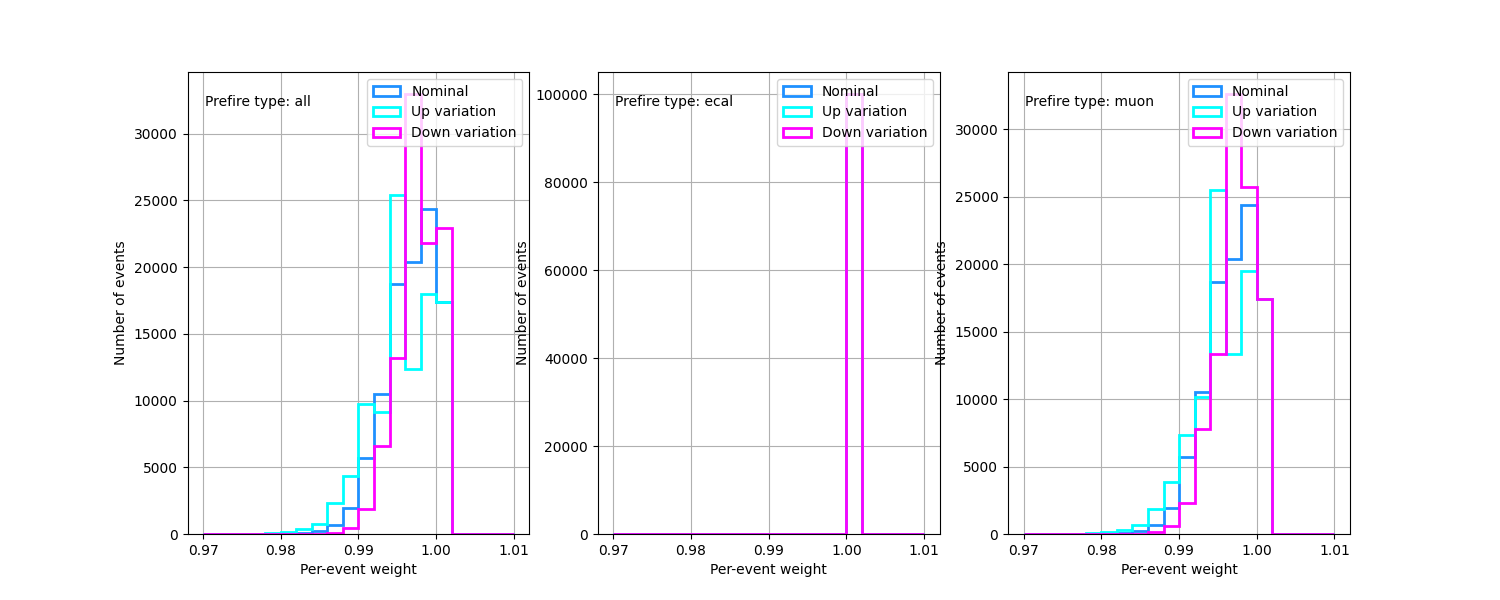 Prefire type: all
Nominal
Up variation
Down variation
Number of events
30000
25000
20000
15000
10000
5000
0
0.97 0.98 0.99 1.00 1.01
Per-event weight
Prefire type: ecal
Nominal
Up variation
Down variation
Number of events
100000
80000
60000
40000
20000
0
0.97 0.98 0.99 1.00 1.01
Per-event weight
Prefire type: muon
Nominal
Up variation
Down variation
Number of events
30000
25000
20000
15000
10000
5000
0
0.97 0.98 0.99 1.00 1.01
Per-event weight